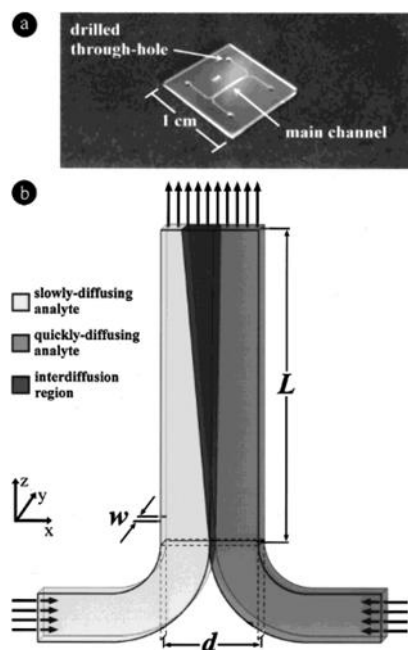 a
drilled
through-hole
1 cm
main channel
b
slowly-diffusing
analyte
quickly-diffusing
analyte
interdiffusion
region
L
z
y
x
w
d